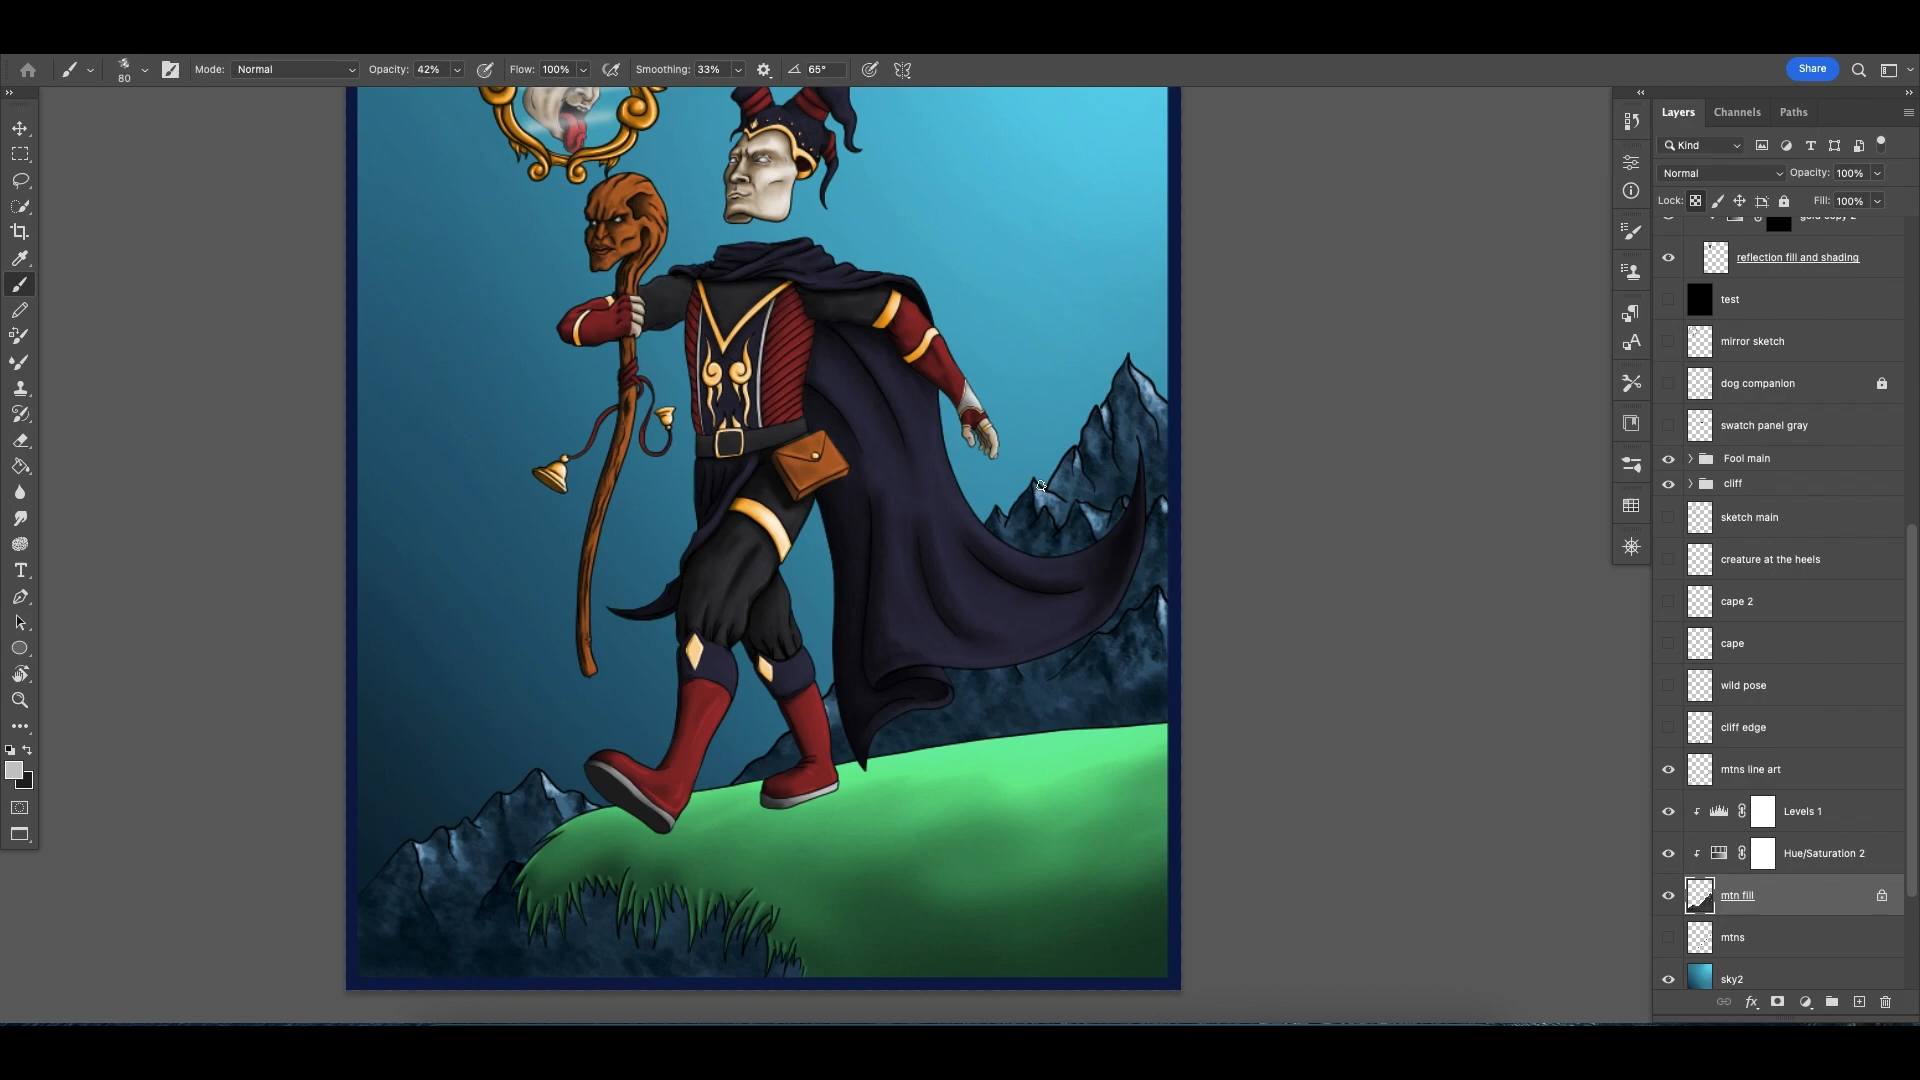 80 Mode: Normal Opacity: 42% Flow: 100% Smoothing: 33% 65° Share
Layers Channels Paths
Kind
Normal Opacity: 100%
Lock: Fill: 100%
gold copy 2
reflection fill and shading
test
mirror sketch
dog companion
swatch panel gray
Fool main
cliff
sketch main
creature at the heels
cape 2
cape
wild pose
cliff edge
mtns line art
Levels 1
Hue/Saturation 2
mtn fill
mtns
sky2